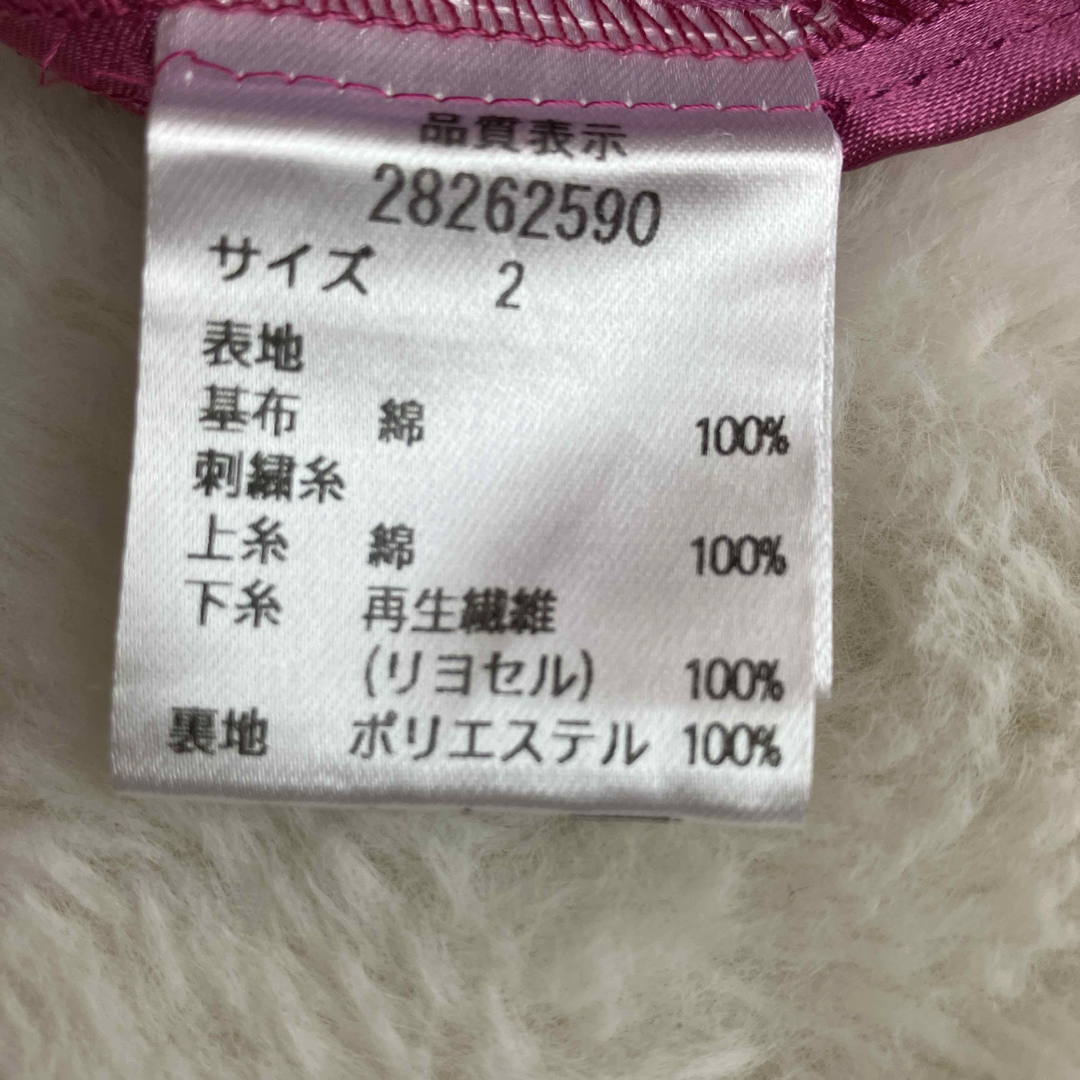 品質表示
28262590
サイズ 2
表地
基布 綿 100%
刺繍糸
上糸 綿 100%
下糸 再生繊維
(リヨセル) 100%
裏地 ポリエステル 100%